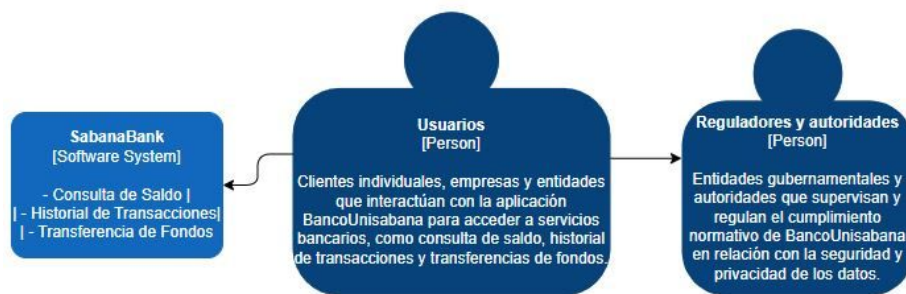 SabanaBank
[Software System]
- Consulta de Saldo |
| - Historial de Transacciones|
| - Transferencia de Fondos
Usuarios
[Person]
Clientes individuales, empresas y entidades
que interactúan con la aplicación
BancoUnisabana para acceder a servicios
bancarios, como consulta de saldo, historial
de transacciones y transferencias de fondos.
Reguladores y autoridades
[Person]
Entidades gubernamentales y
autoridades que supervisan y
regulan el cumplimiento
normativo de BancoUnisabana
en relación con la seguridad y
privacidad de los datos.